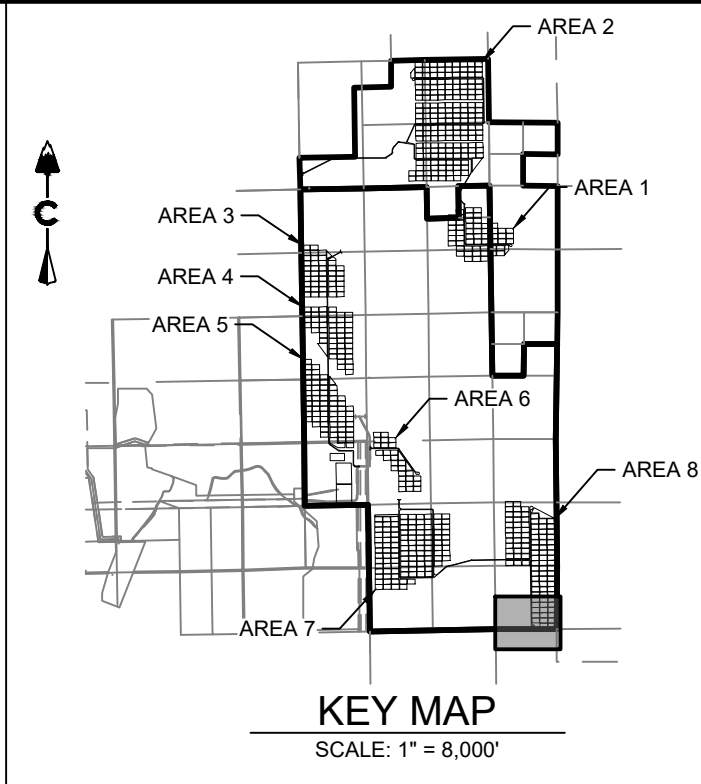 AREA 2
AREA 1
AREA 3
AREA 4
AREA 5
AREA 6
AREA 8
AREA 7
C
KEY MAP
SCALE: 1" = 8,000'